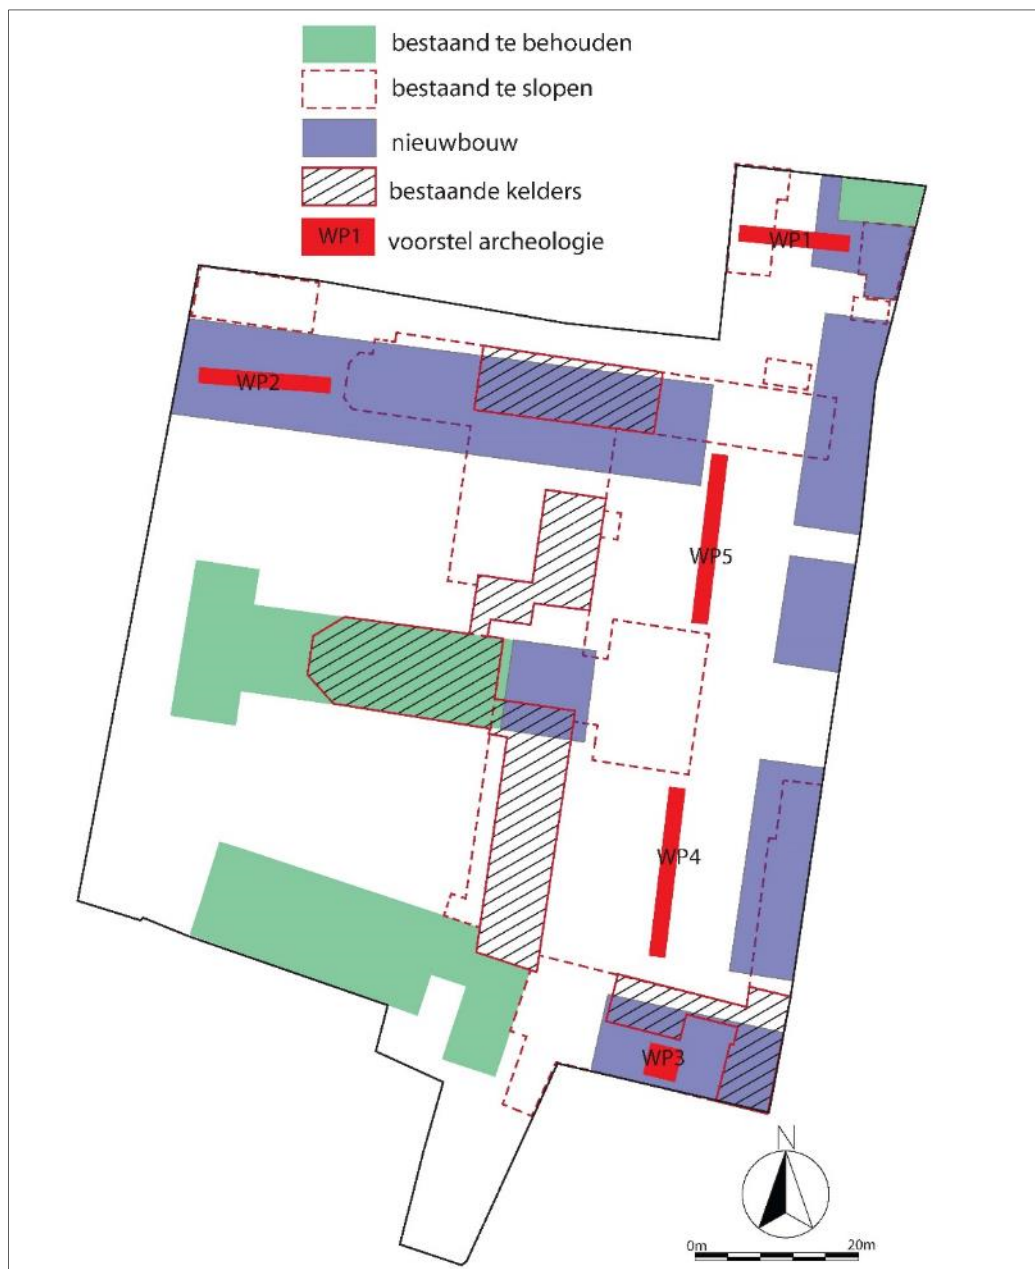 bestaand te behouden
bestaand te slopen
nieuwbouw
bestaande kelders
WP1 voorstel archeologie
WP1
WP2
WP5
WP4
WP3
N
0m 20m